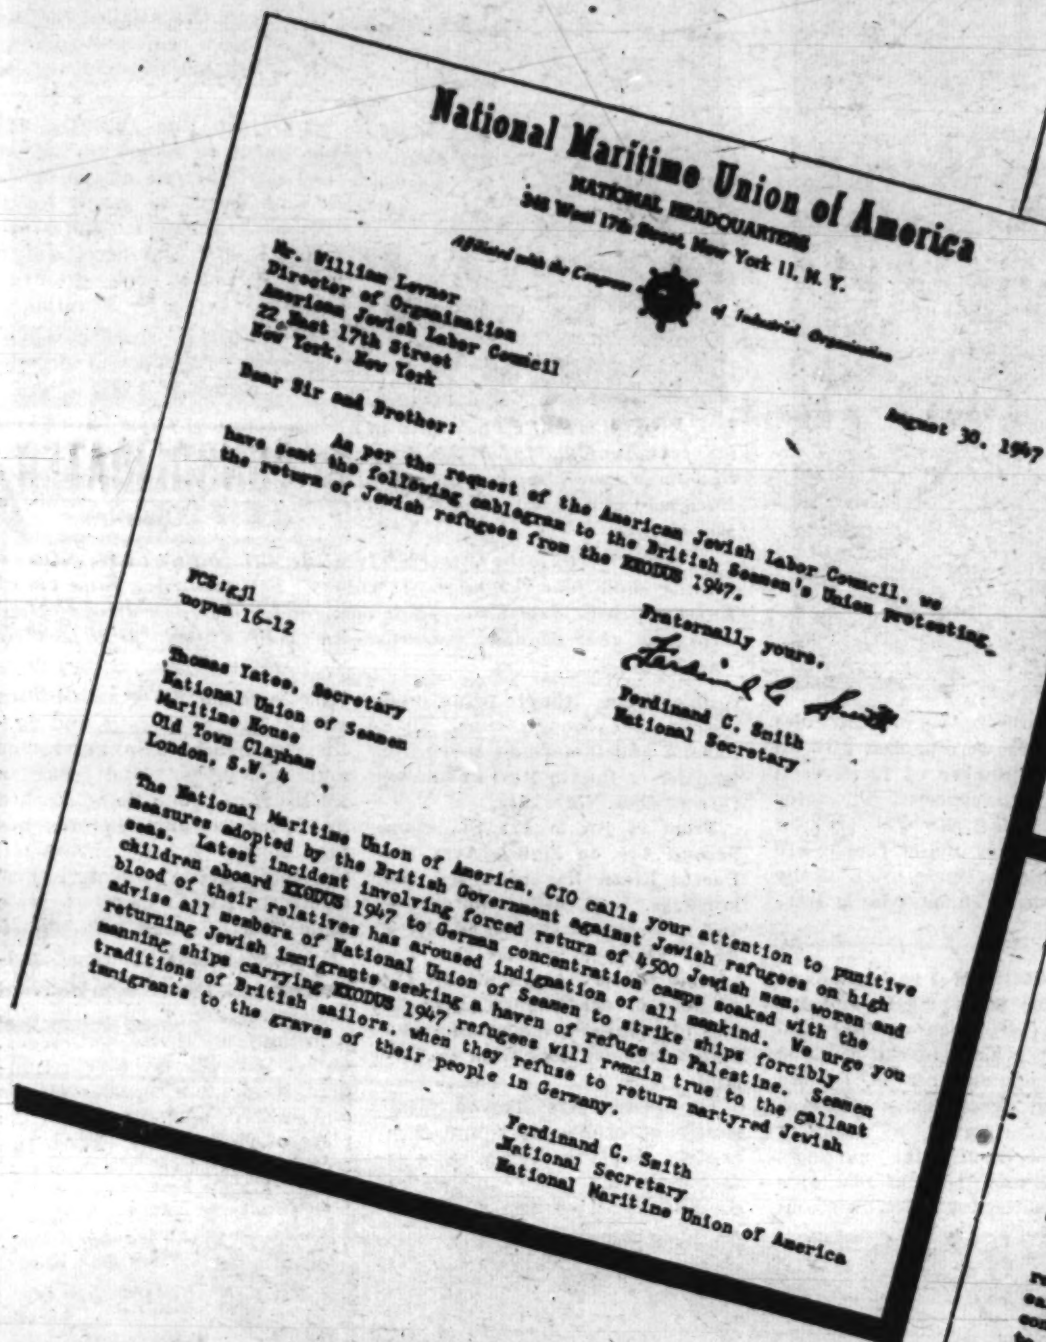 National Maritime Union of America
NATIONAL HEADQUARTERS
346 West 17th Street, New York 11, N. Y.
Affiliated with the Congress of Industrial Organization
August 30, 1947
Mr. William Levner
Director of Organization
American Jewish Labor Council
22 East 17th Street
New York, New York
Dear Sir and Brother:
As per the request of the American Jewish Labor Council, we
have sent the following cablegram to the British Seamen's Union protesting
the return of Jewish refugees from the EXODUS 1947.
Fraternally yours,
Ferdinand C. Smith
Ferdinand C. Smith
National Secretary
FCS:gjl
uopwa 16-12
Thomas Yates, Secretary
National Union of Seamen
Maritime House
Old Town Clapham
London, S.W. 4
The National Maritime Union of America, CIO calls your attention to punitive
measures adopted by the British Government against Jewish refugees on high
seas. Latest incident involving forced return of 4500 Jewish men, women and
children aboard EXODUS 1947 to German concentration camps soaked with the
blood of their relatives has aroused indignation of all mankind. We urge you
advise all members of National Union of Seamen to strike ships forcibly
returning Jewish immigrants seeking a haven of refuge in Palestine. Seamen
manning ships carrying EXODUS 1947 refugees will remain true to the gallant
traditions of British sailors, when they refuse to return martyred Jewish
immigrants to the graves of their people in Germany.
Ferdinand C. Smith
National Secretary
National Maritime Union of America